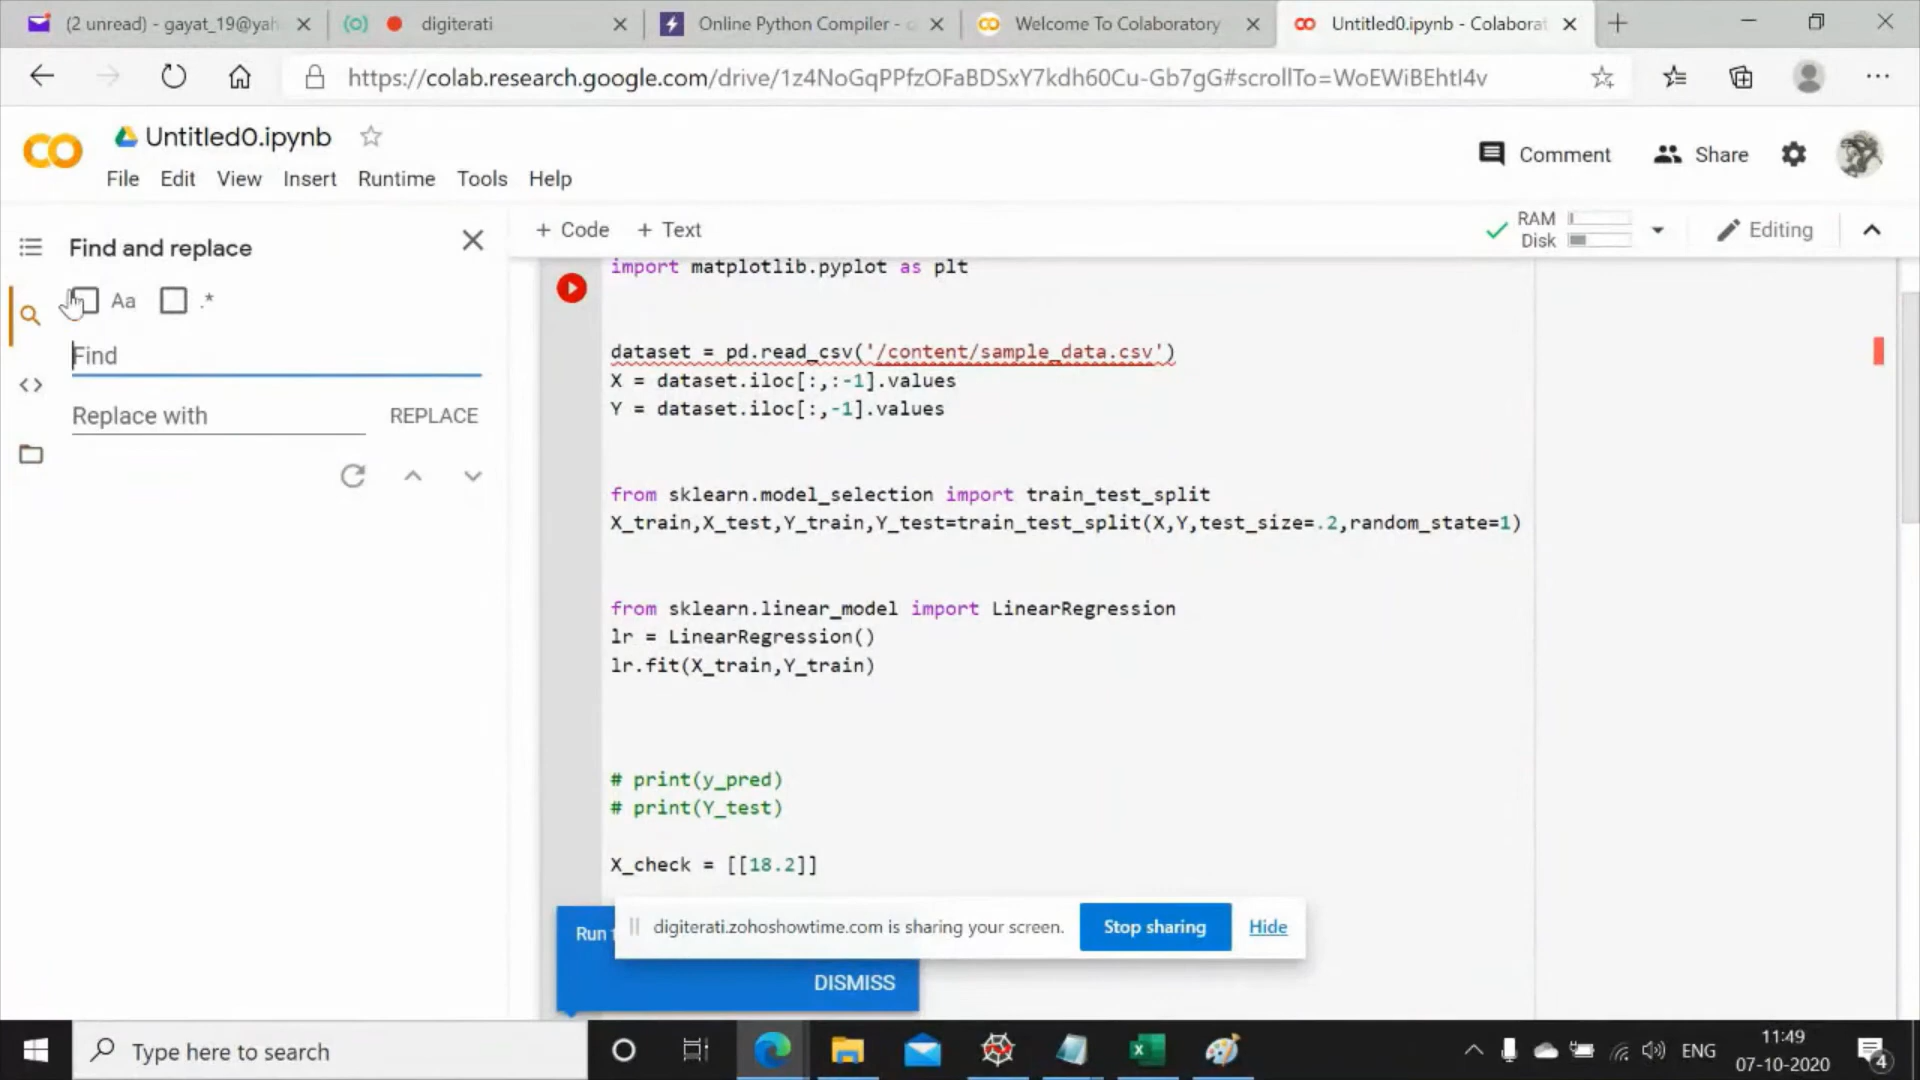 (2 unread) - gayat_19@yah
digiterati
Online Python Compiler - o
Welcome To Colaboratory
Untitled0.ipynb - Colaborat
https://colab.research.google.com/drive/1z4NoGqPPfzOFaBDSxY7kdh60Cu-Gb7gG#scrollTo=WoEWiBEhtI4v
CO
Untitled0.ipynb
Comment
Share
File Edit View Insert Runtime Tools Help
Find and replace
+ Code + Text
RAM
Disk
Editing
Aa .*
Find
Replace with REPLACE
import matplotlib.pyplot as plt
dataset = pd.read_csv('/content/sample_data.csv')
X = dataset.iloc[:,:-1].values
Y = dataset.iloc[:,-1].values
from sklearn.model_selection import train_test_split
X_train,X_test,Y_train,Y_test=train_test_split(X,Y,test_size=.2,random_state=1)
from sklearn.linear_model import LinearRegression
lr = LinearRegression()
lr.fit(X_train,Y_train)
# print(y_pred)
# print(Y_test)
X_check = [[18.2]]
Run
digiterati.zohoshowtime.com is sharing your screen. Stop sharing Hide
DISMISS
Type here to search
ENG
11:49
07-10-2020
4